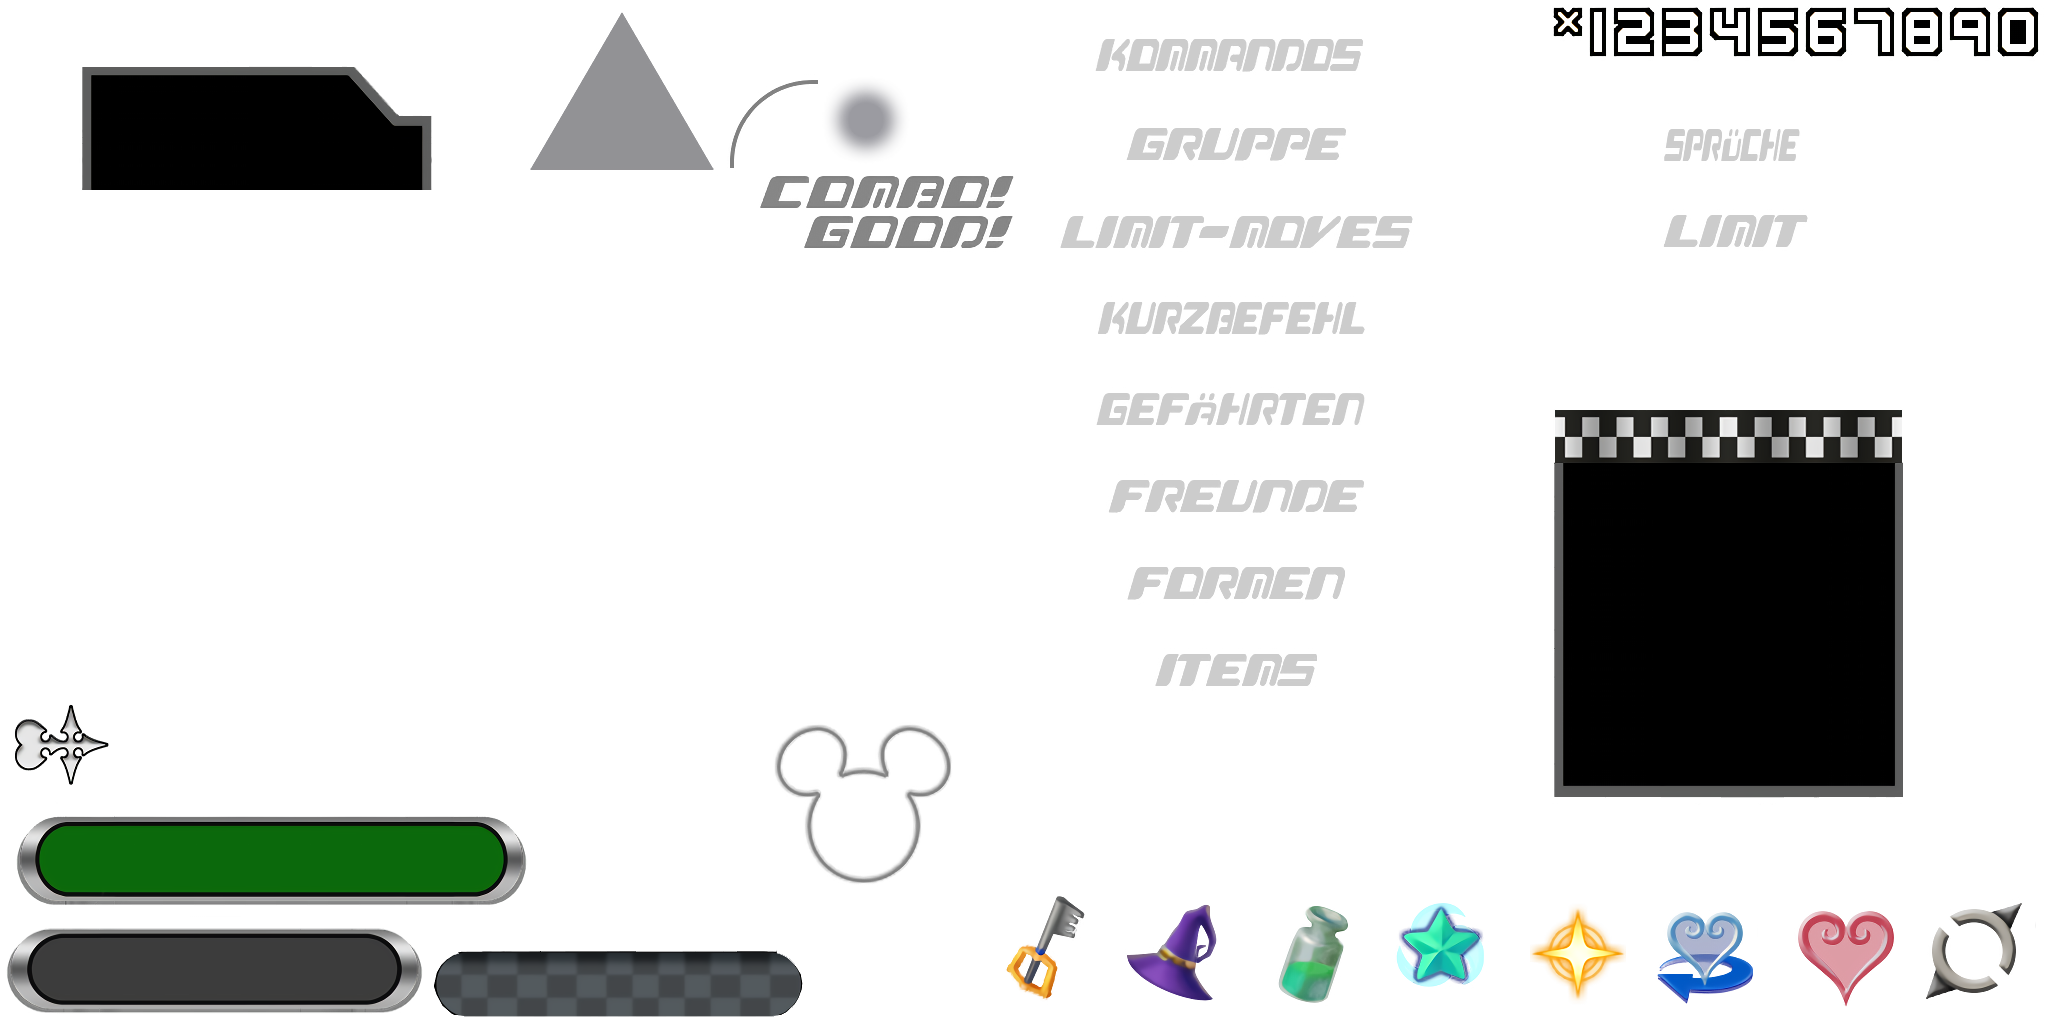 ×1234567890
KOMMANDOS
GRUPPE
SPRÜCHE
COMBO!
GOOD!
LIMIT-MOVES
LIMIT
KURZBEFEHL
GEFÄHRTEN
FREUNDE
FORMEN
ITEMS